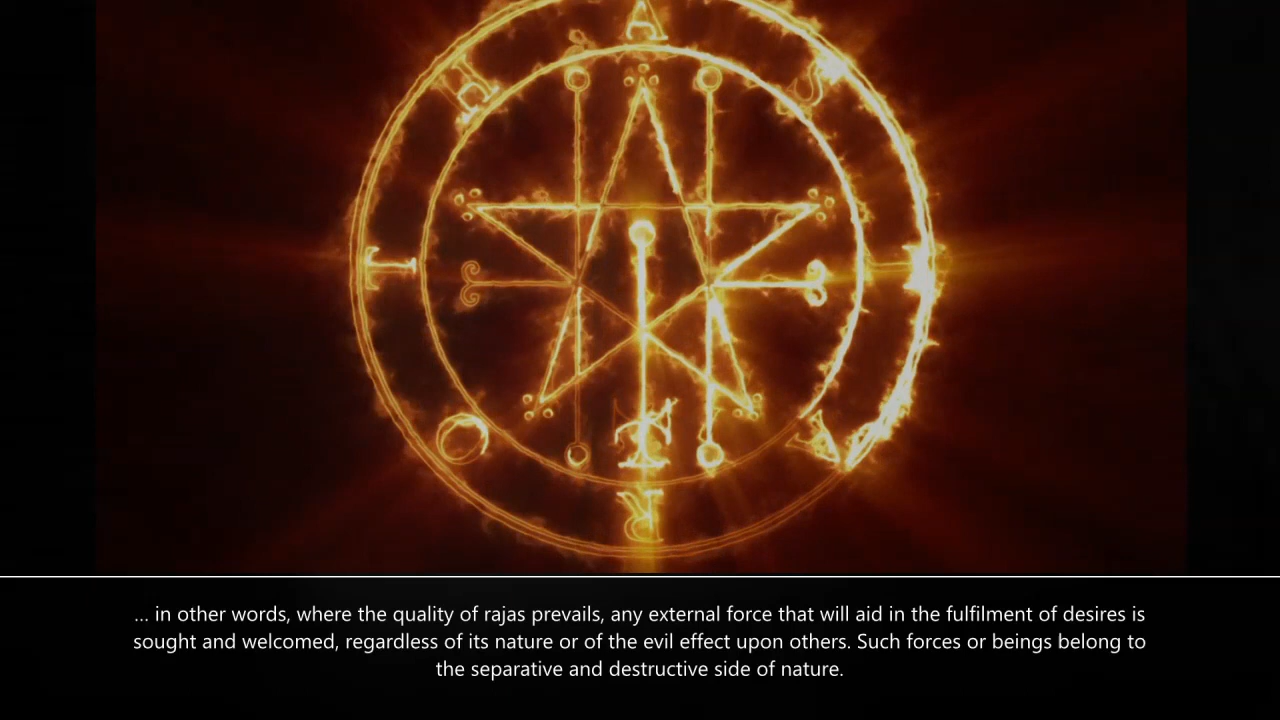 A
S
T
A
R
O
T
H
... in other words, where the quality of rajas prevails, any external force that will aid in the fulfilment of desires is
sought and welcomed, regardless of its nature or of the evil effect upon others. Such forces or beings belong to
the separative and destructive side of nature.